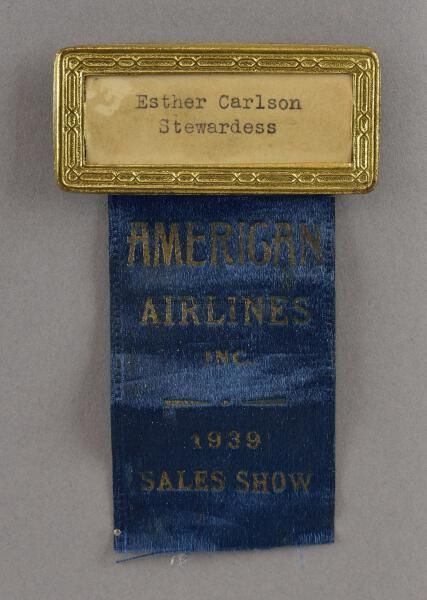 Esther Carlson
Stewardess
AMERICAN
AIRLINES
INC.
1939
SALES SHOW